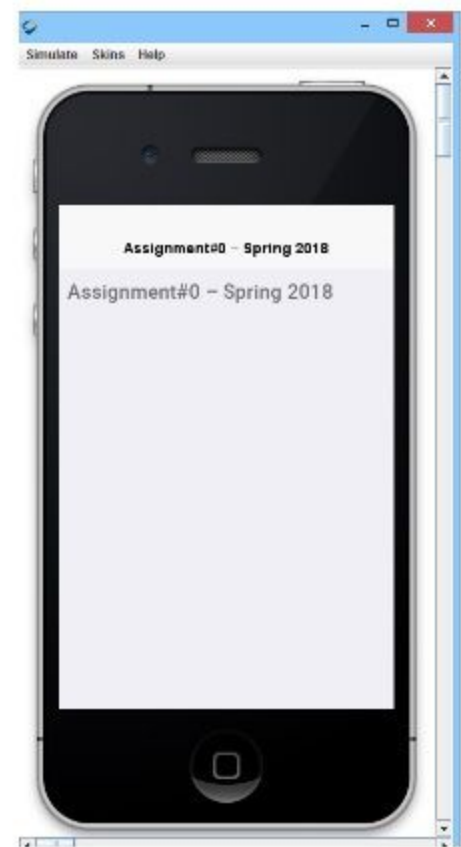 Simulate Skins Help
Assignment#0 – Spring 2018
Assignment#0 – Spring 2018